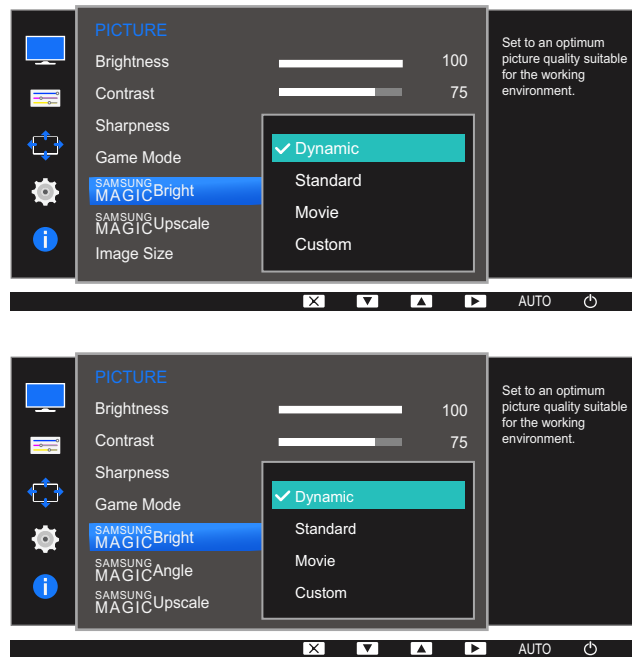 PICTURE
Brightness 100
Contrast 75
Sharpness
Game Mode
SAMSUNG
MAGICBright
SAMSUNG
MAGICUpscale
Image Size
Dynamic
Standard
Movie
Custom
Set to an optimum
picture quality suitable
for the working
environment.
AUTO
PICTURE
Brightness 100
Contrast 75
Sharpness
Game Mode
SAMSUNG
MAGICBright
SAMSUNG
MAGICAngle
SAMSUNG
MAGICUpscale
Dynamic
Standard
Movie
Custom
Set to an optimum
picture quality suitable
for the working
environment.
AUTO